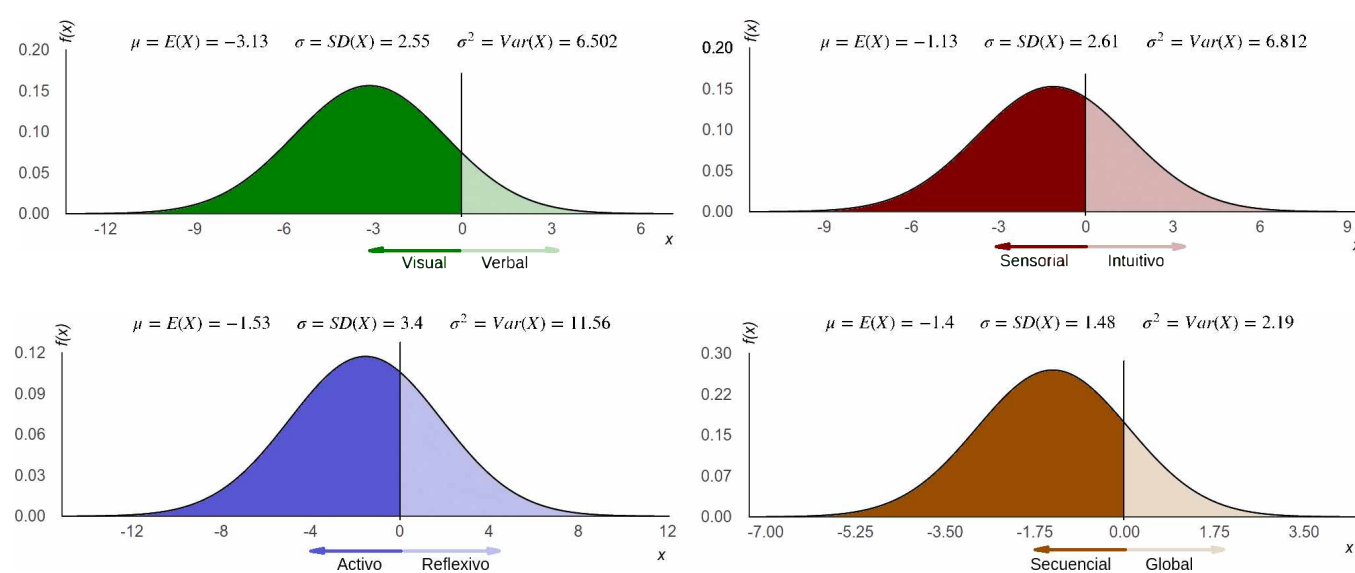 f(x)
μ = E(X) = −3.13 σ = SD(X) = 2.55 σ² = Var(X) = 6.502
0.20
0.15
0.10
0.05
0.00
-12 -9 -6 -3 0 3 6
x
Visual Verbal
f(x)
μ = E(X) = −1.13 σ = SD(X) = 2.61 σ² = Var(X) = 6.812
0.20
0.15
0.10
0.05
0.00
-9 -6 -3 0 3 6 9
Sensorial Intuitivo
f(x)
μ = E(X) = −1.53 σ = SD(X) = 3.4 σ² = Var(X) = 11.56
0.12
0.09
0.06
0.03
0.00
-12 -8 -4 0 4 8 12
x
Activo Reflexivo
f(x)
μ = E(X) = −1.4 σ = SD(X) = 1.48 σ² = Var(X) = 2.19
0.30
0.22
0.15
0.07
0.00
-7.00 -5.25 -3.50 -1.75 0.00 1.75 3.50
Secuencial Global